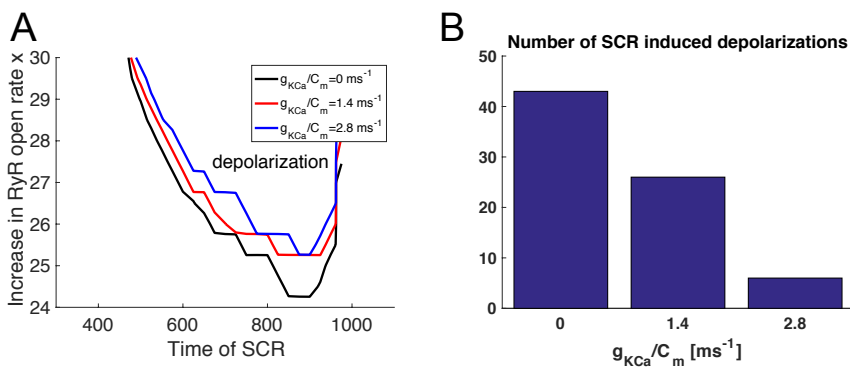 A
Increase in RyR open rate x
30
29
28
27
26
25
24
400
600
800
1000
Time of SCR
g_KCa/C_m=0 ms^-1
g_KCa/C_m=1.4 ms^-1
g_KCa/C_m=2.8 ms^-1
depolarization
B
Number of SCR induced depolarizations
50
40
30
20
10
0
0
1.4
2.8
g_KCa/C_m [ms^-1]